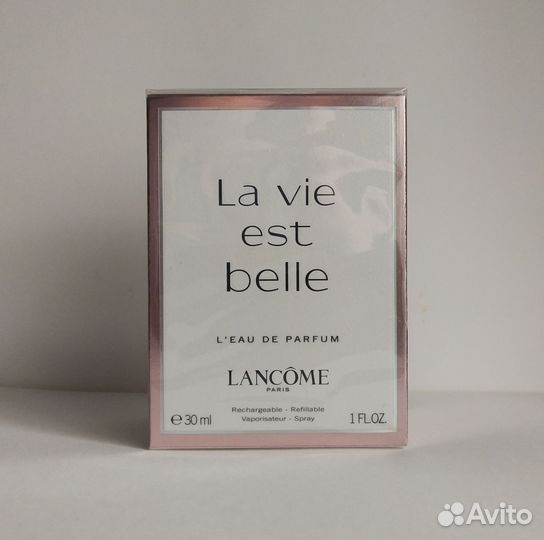 La vie
est
belle
L'EAU DE PARFUM
LANCÔME
PARIS
Rechargeable - Refillable
Vaporisateur - Spray
℮ 30 ml
1 FL.OZ.
Avito